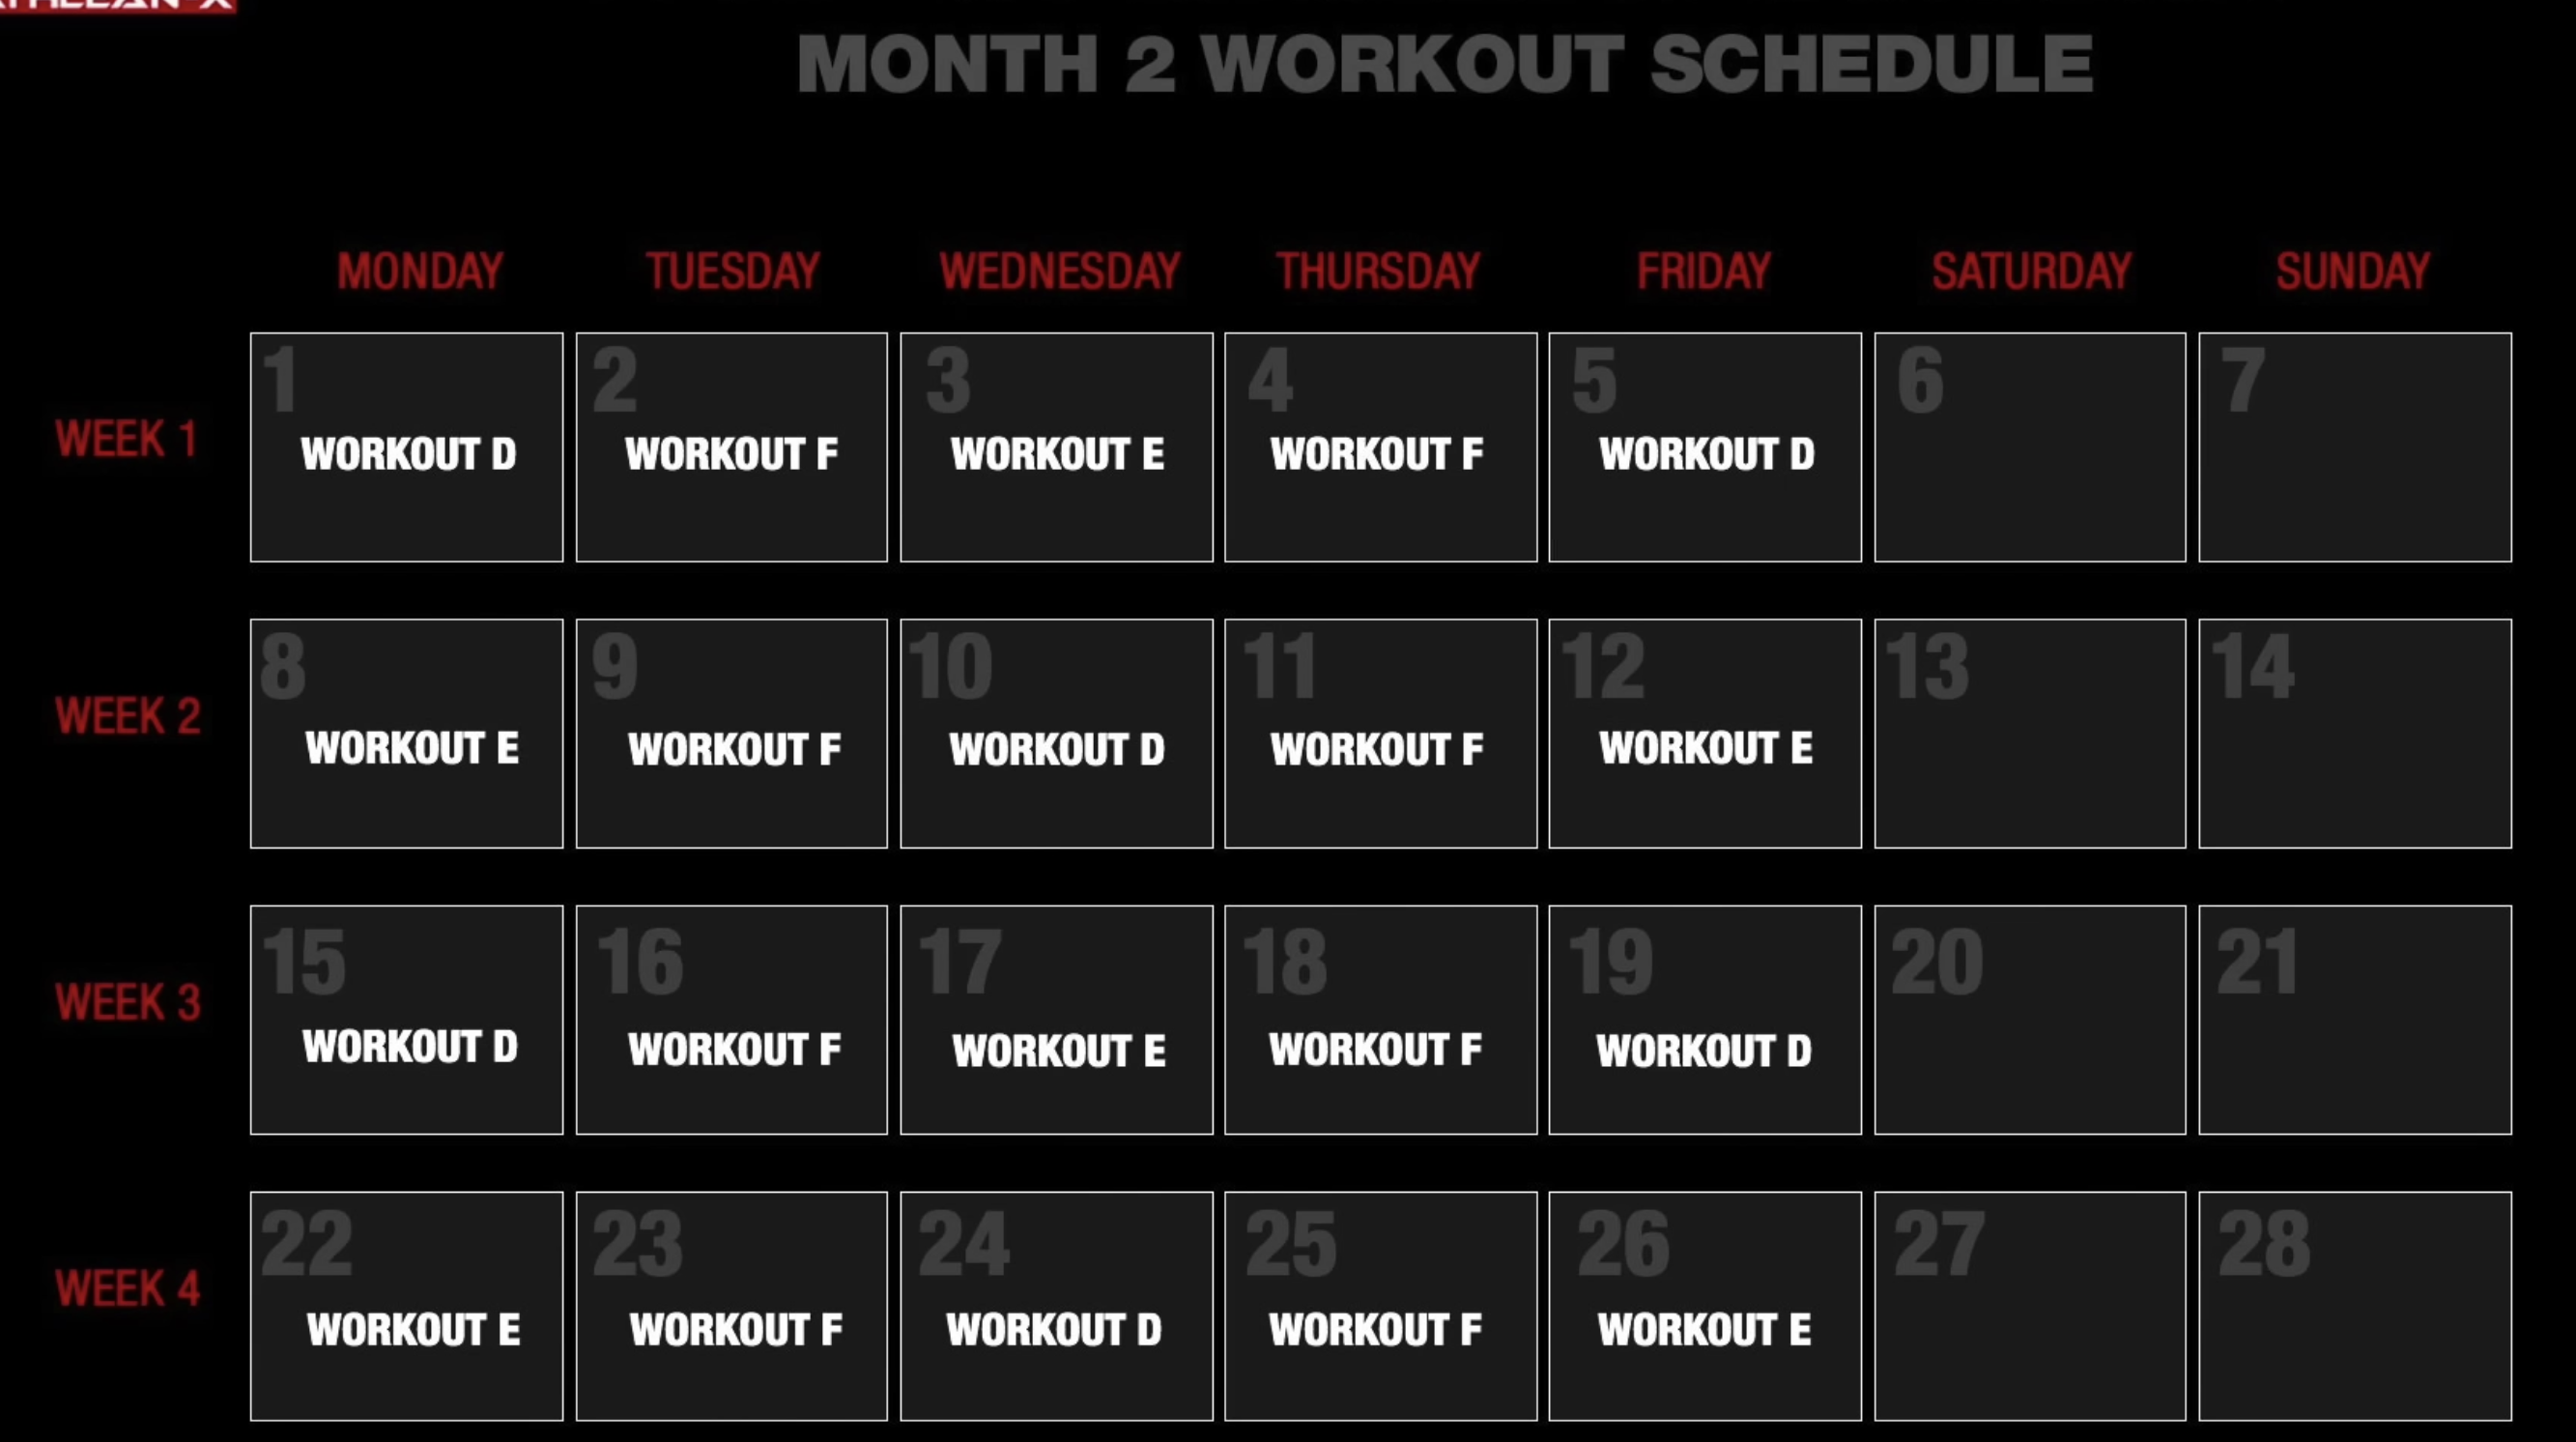 MONTH 2 WORKOUT SCHEDULE
MONDAY TUESDAY WEDNESDAY THURSDAY FRIDAY SATURDAY SUNDAY
WEEK 1
1 2 3 4 5 6 7
WORKOUT D WORKOUT F WORKOUT E WORKOUT F WORKOUT D
WEEK 2
8 9 10 11 12 13 14
WORKOUT E WORKOUT F WORKOUT D WORKOUT F WORKOUT E
WEEK 3
15 16 17 18 19 20 21
WORKOUT D WORKOUT F WORKOUT E WORKOUT F WORKOUT D
WEEK 4
22 23 24 25 26 27 28
WORKOUT E WORKOUT F WORKOUT D WORKOUT F WORKOUT E